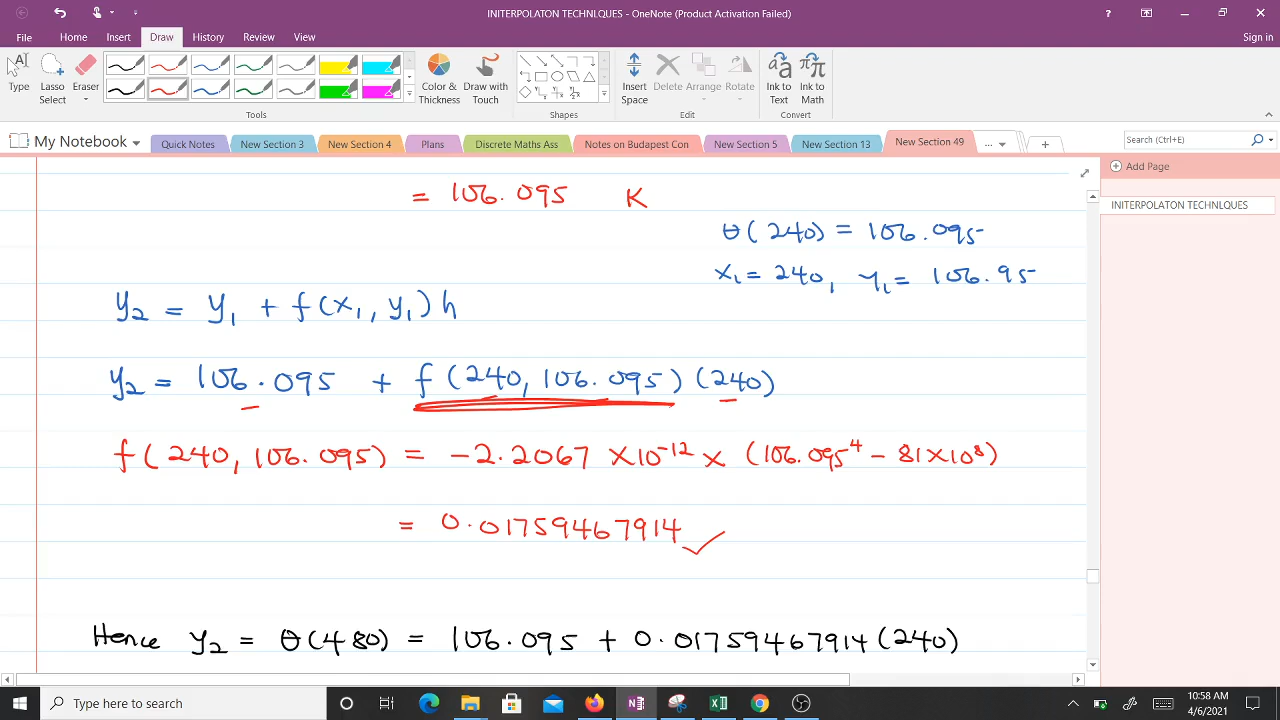 INITERPOLATON TECHNLQUES - OneNote (Product Activation Failed)
File Home Insert Draw History Review View Sign in
Type Lasso Select Eraser Color & Thickness Draw with Touch Insert Space Delete Arrange Rotate Ink to Text Ink to Math
Tools Shapes Edit Convert
My Notebook Quick Notes New Section 3 New Section 4 Plans Discrete Maths Ass Notes on Budapest Con New Section 5 New Section 13 New Section 49 ... Search (Ctrl+E)
Add Page
INITERPOLATON TECHNLQUES
= 106.095 K
θ(240) = 106.095
x₁ = 240, y₁ = 106.95
y₂ = y₁ + f(x₁, y₁)h
y₂ = 106.095 + f(240, 106.095)(240)
f(240, 106.095) = -2.2067 ×10⁻¹² × (106.095⁴ - 81×10⁸)
= 0.01759467914
Hence y₂ = θ(480) = 106.095 + 0.01759467914(240)
Type here to search
10:58 AM
4/6/2021